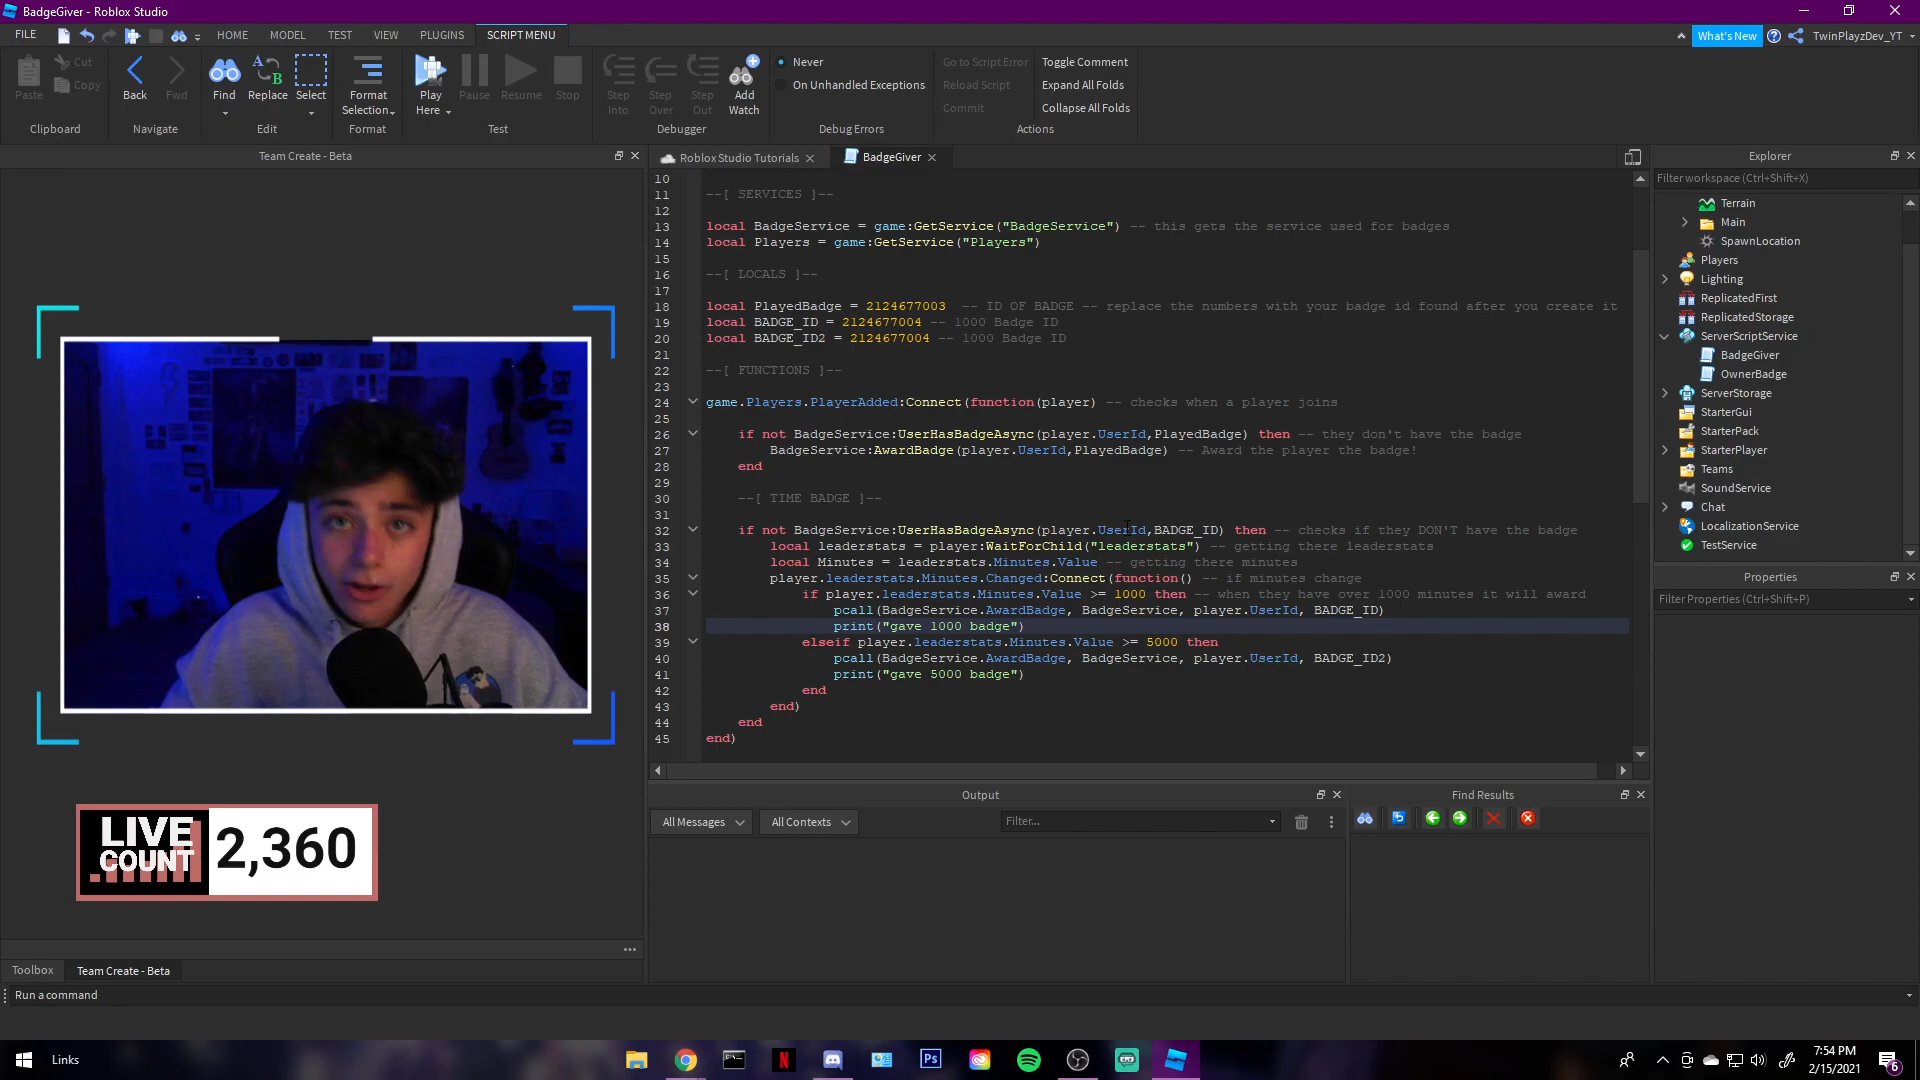 BadgeGiver - Roblox Studio
FILE
HOME MODEL TEST VIEW PLUGINS SCRIPT MENU
What's New
TwinPlayzDev_YT
Paste
Cut
Copy
Clipboard
Back
Fwd
Navigate
Find
Replace
Select
Edit
Format
Selection
Format
Play
Here
Pause
Resume
Stop
Test
Step
Into
Step
Over
Step
Out
Add
Watch
Debugger
Never
On Unhandled Exceptions
Debug Errors
Go to Script Error
Reload Script
Commit
Toggle Comment
Expand All Folds
Collapse All Folds
Actions
Team Create - Beta
Roblox Studio Tutorials
BadgeGiver
10
11 --[ SERVICES ]--
12
13 local BadgeService = game:GetService("BadgeService") -- this gets the service used for badges
14 local Players = game:GetService("Players")
15
16 --[ LOCALS ]--
17
18 local PlayedBadge = 2124677003 -- ID OF BADGE -- replace the numbers with your badge id found after you create it
19 local BADGE_ID = 2124677004 -- 1000 Badge ID
20 local BADGE_ID2 = 2124677004 -- 1000 Badge ID
21
22 --[ FUNCTIONS ]--
23
24 game.Players.PlayerAdded:Connect(function(player) -- checks when a player joins
25
26 if not BadgeService:UserHasBadgeAsync(player.UserId,PlayedBadge) then -- they don't have the badge
27 BadgeService:AwardBadge(player.UserId,PlayedBadge) -- Award the player the badge!
28 end
29
30 --[ TIME BADGE ]--
31
32 if not BadgeService:UserHasBadgeAsync(player.UserId,BADGE_ID) then -- checks if they DON'T have the badge
33 local leaderstats = player:WaitForChild("leaderstats") -- getting there leaderstats
34 local Minutes = leaderstats.Minutes.Value -- getting there minutes
35 player.leaderstats.Minutes.Changed:Connect(function() -- if minutes change
36 if player.leaderstats.Minutes.Value >= 1000 then -- when they have over 1000 minutes it will award
37 pcall(BadgeService.AwardBadge, BadgeService, player.UserId, BADGE_ID)
38 print("gave 1000 badge")
39 elseif player.leaderstats.Minutes.Value >= 5000 then
40 pcall(BadgeService.AwardBadge, BadgeService, player.UserId, BADGE_ID2)
41 print("gave 5000 badge")
42 end
43 end)
44 end
45 end)
Explorer
Filter workspace (Ctrl+Shift+X)
Terrain
Main
SpawnLocation
Players
Lighting
ReplicatedFirst
ReplicatedStorage
ServerScriptService
BadgeGiver
OwnerBadge
ServerStorage
StarterGui
StarterPack
StarterPlayer
Teams
SoundService
Chat
LocalizationService
TestService
Properties
Filter Properties (Ctrl+Shift+P)
LIVE
COUNT
2,360
Output
All Messages
All Contexts
Filter...
Find Results
Toolbox
Team Create - Beta
Run a command
Links
Ps
7:54 PM
2/15/2021
6